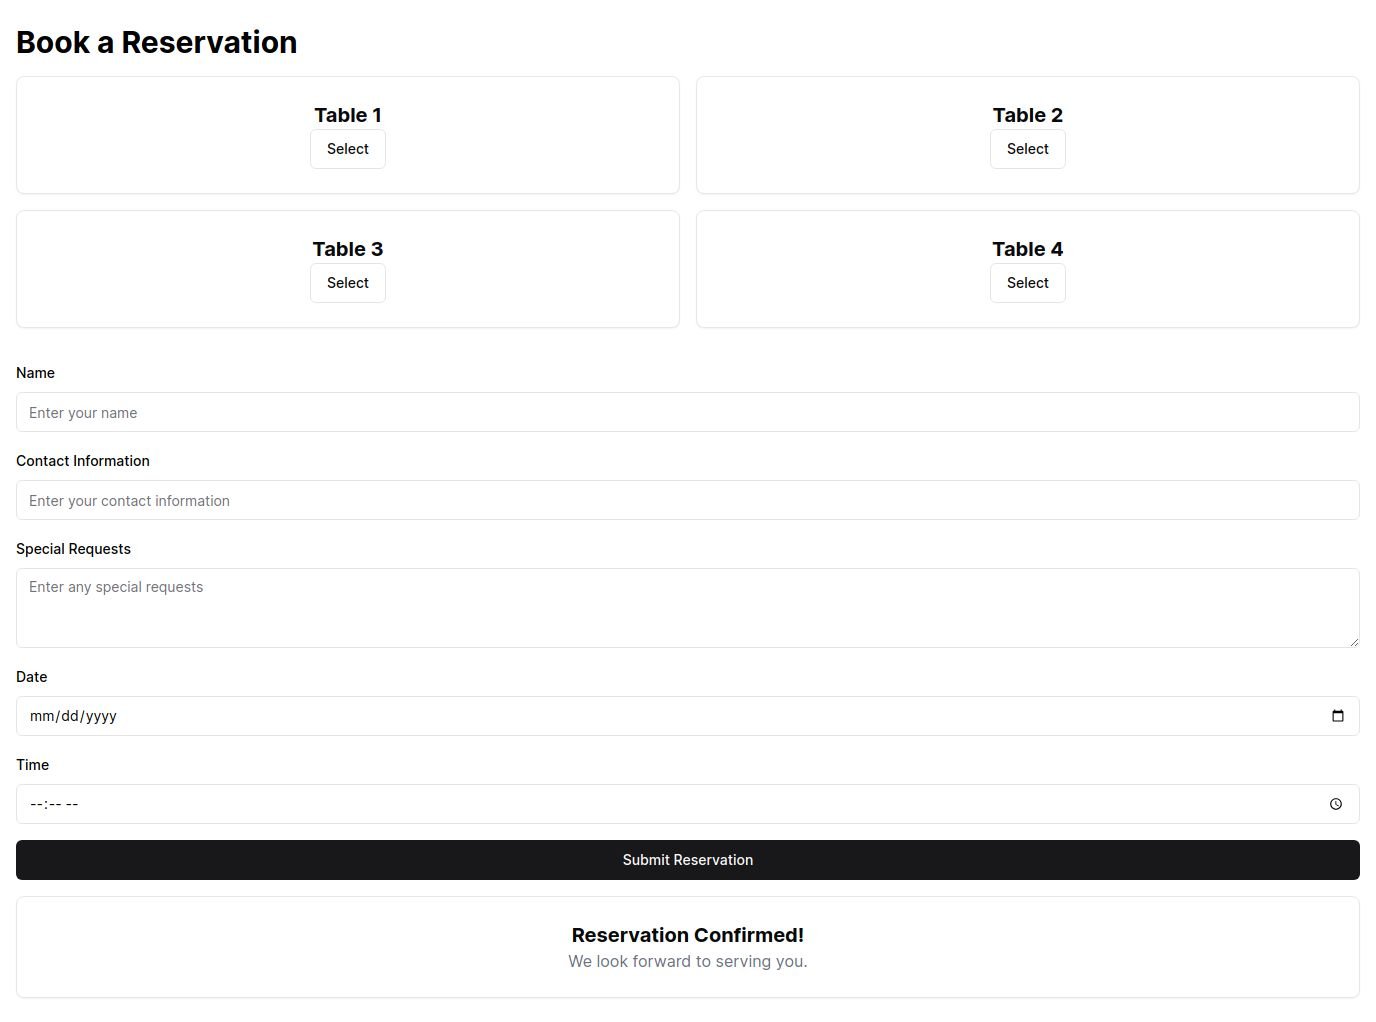 Book a Reservation
Table 1
Select
Table 2
Select
Table 3
Select
Table 4
Select
Name
Enter your name
Contact Information
Enter your contact information
Special Requests
Enter any special requests
Date
mm/dd/yyyy
Time
--:-- --
Submit Reservation
Reservation Confirmed!
We look forward to serving you.